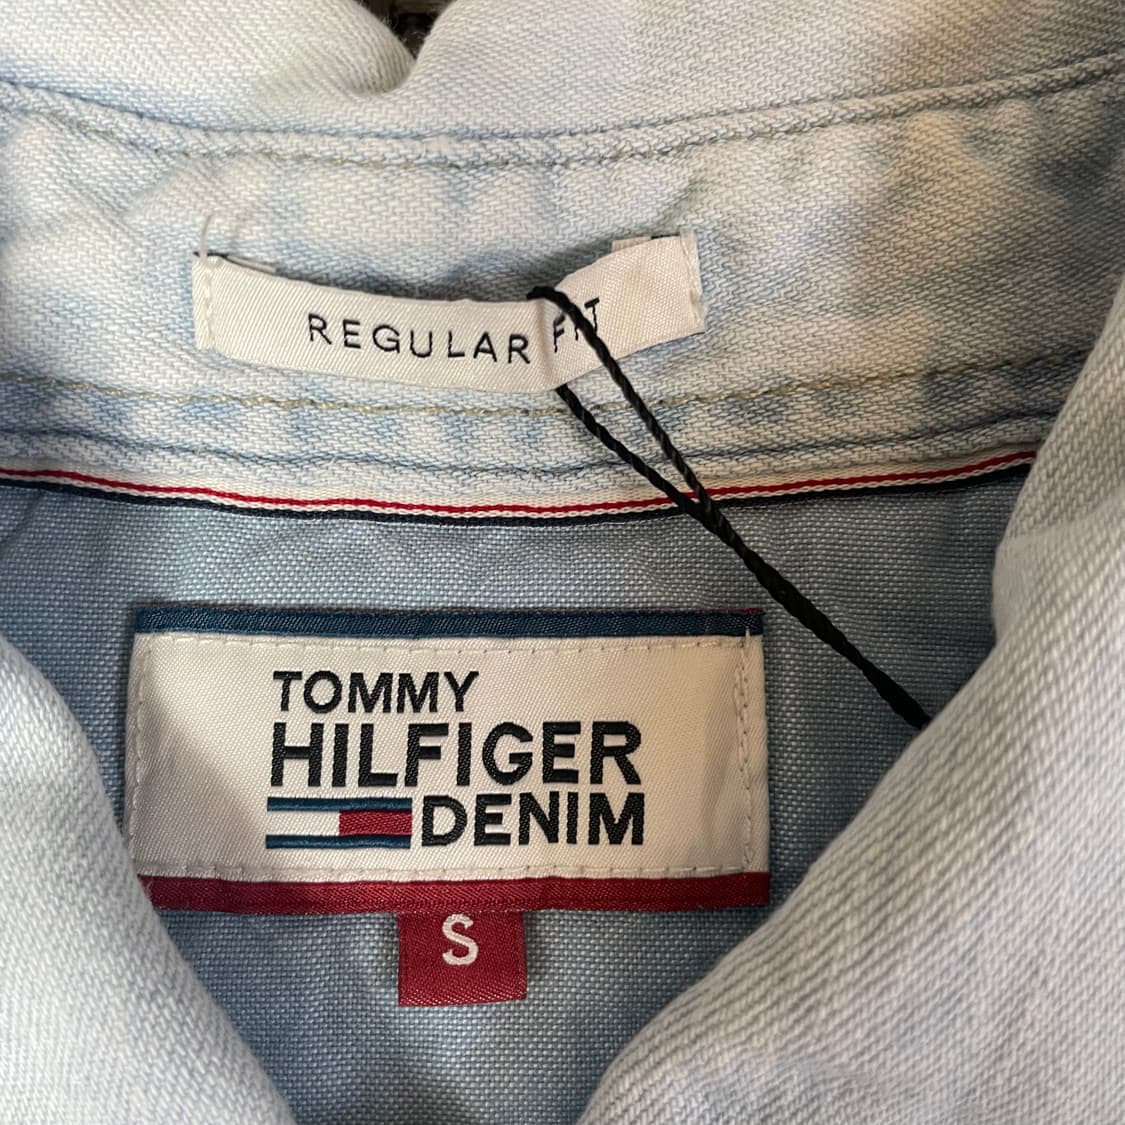 REGULAR FIT
TOMMY
HILFIGER
DENIM
S